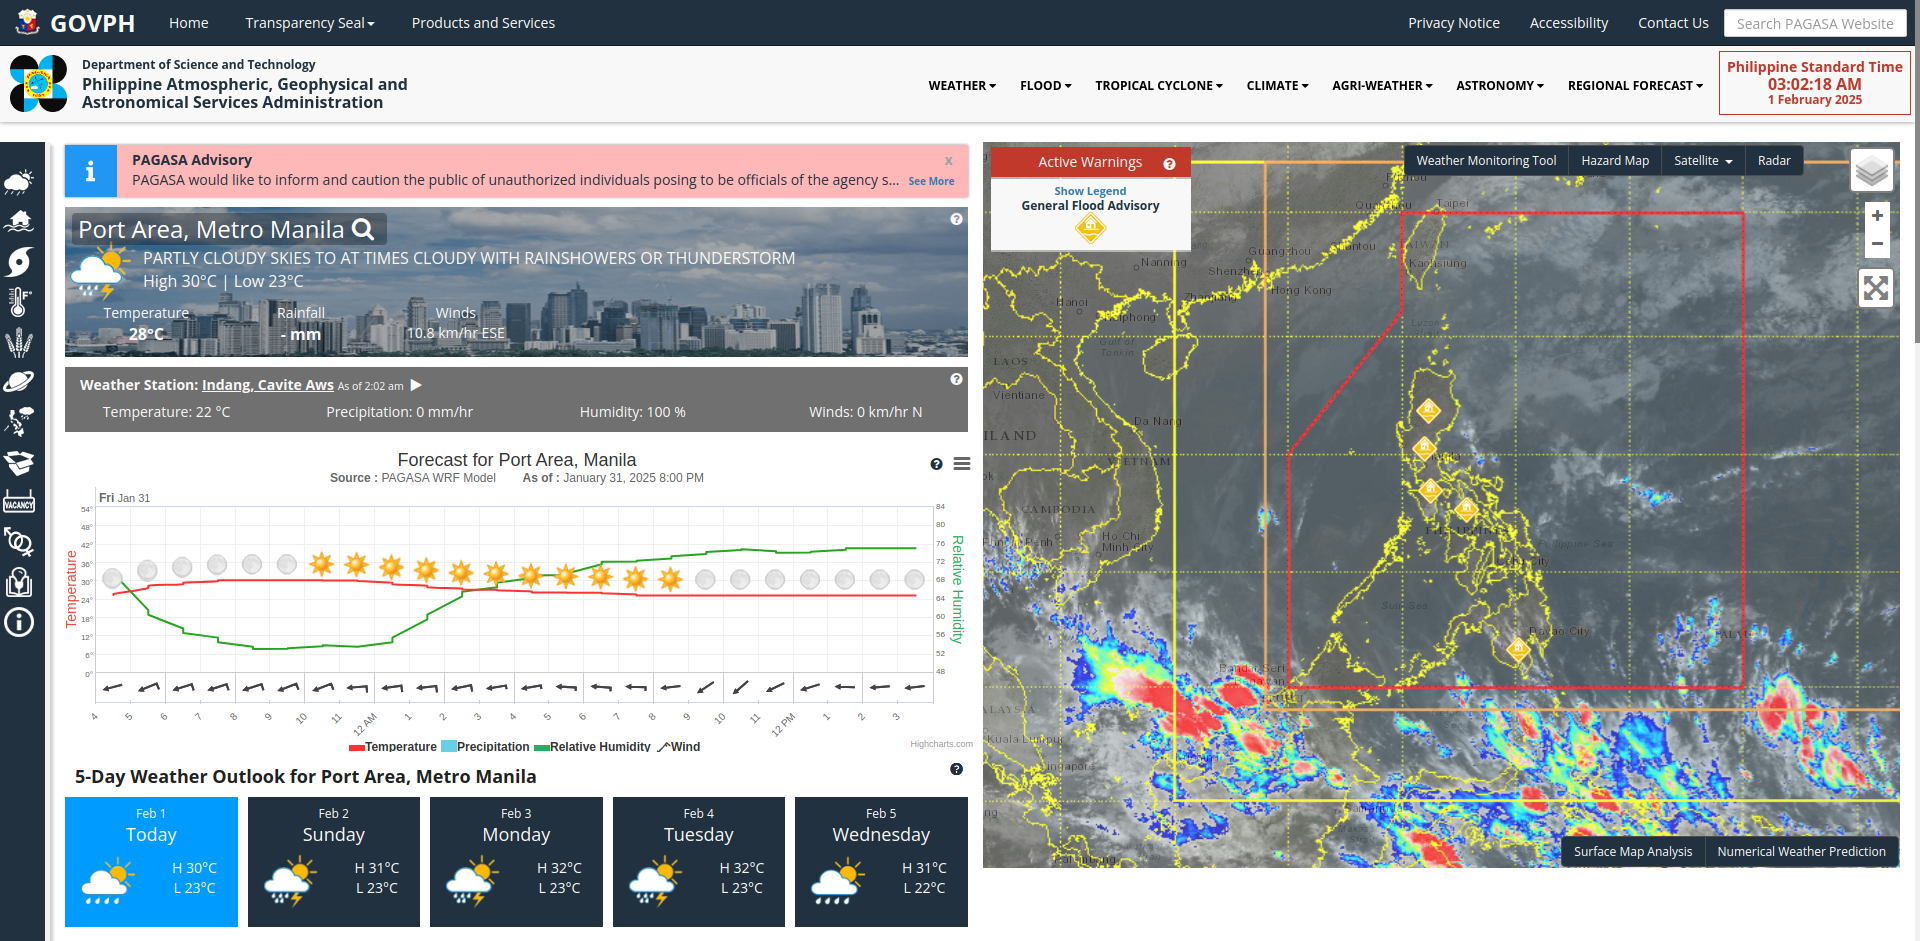 GOVPH
Home
Transparency Seal
Products and Services
Privacy Notice
Accessibility
Contact Us
Search PAGASA Website
Department of Science and Technology
Philippine Atmospheric, Geophysical and
Astronomical Services Administration
WEATHER
FLOOD
TROPICAL CYCLONE
CLIMATE
AGRI-WEATHER
ASTRONOMY
REGIONAL FORECAST
Philippine Standard Time
03:02:18 AM
1 February 2025
VACANCY
PAGASA Advisory
x
PAGASA would like to inform and caution the public of unauthorized individuals posing to be officials of the agency s...
See More
Port Area, Metro Manila
PARTLY CLOUDY SKIES TO AT TIMES CLOUDY WITH RAINSHOWERS OR THUNDERSTORM
High 30°C | Low 23°C
Temperature
28°C
Rainfall
- mm
Winds
10.8 km/hr ESE
Weather Station: Indang, Cavite Aws As of 2:02 am
Temperature: 22 °C
Precipitation: 0 mm/hr
Humidity: 100 %
Winds: 0 km/hr N
Forecast for Port Area, Manila
Source : PAGASA WRF Model
As of : January 31, 2025 8:00 PM
Fri Jan 31
Temperature
54°
48°
42°
36°
30°
24°
18°
12°
6°
0°
84
80
76
72
68
64
60
56
52
48
Relative Humidity
4
5
6
7
8
9
10
11
12 AM
1
2
3
4
5
6
7
8
9
10
11
12 PM
1
2
3
Temperature
Precipitation
Relative Humidity
Wind
Highcharts.com
5-Day Weather Outlook for Port Area, Metro Manila
Feb 1
Today
H 30°C
L 23°C
Feb 2
Sunday
H 31°C
L 23°C
Feb 3
Monday
H 32°C
L 23°C
Feb 4
Tuesday
H 32°C
L 23°C
Feb 5
Wednesday
H 31°C
L 22°C
Active Warnings
Show Legend
General Flood Advisory
Weather Monitoring Tool
Hazard Map
Satellite
Radar
+
−
Taipei
Guangzhou
Shantou
Kaohsiung
Nanning
Shenzhen
Hong Kong
Zhanjiang
Hanoi
Haiphong
Gulf of
Tonkin
LAOS
Vientiane
Da Nang
VIETNAM
CAMBODIA
Ho Chi
Minh City
Philippine Sea
Sulu Sea
Davao City
Bandar Seri
Kuala Lumpur
Surface Map Analysis
Numerical Weather Prediction